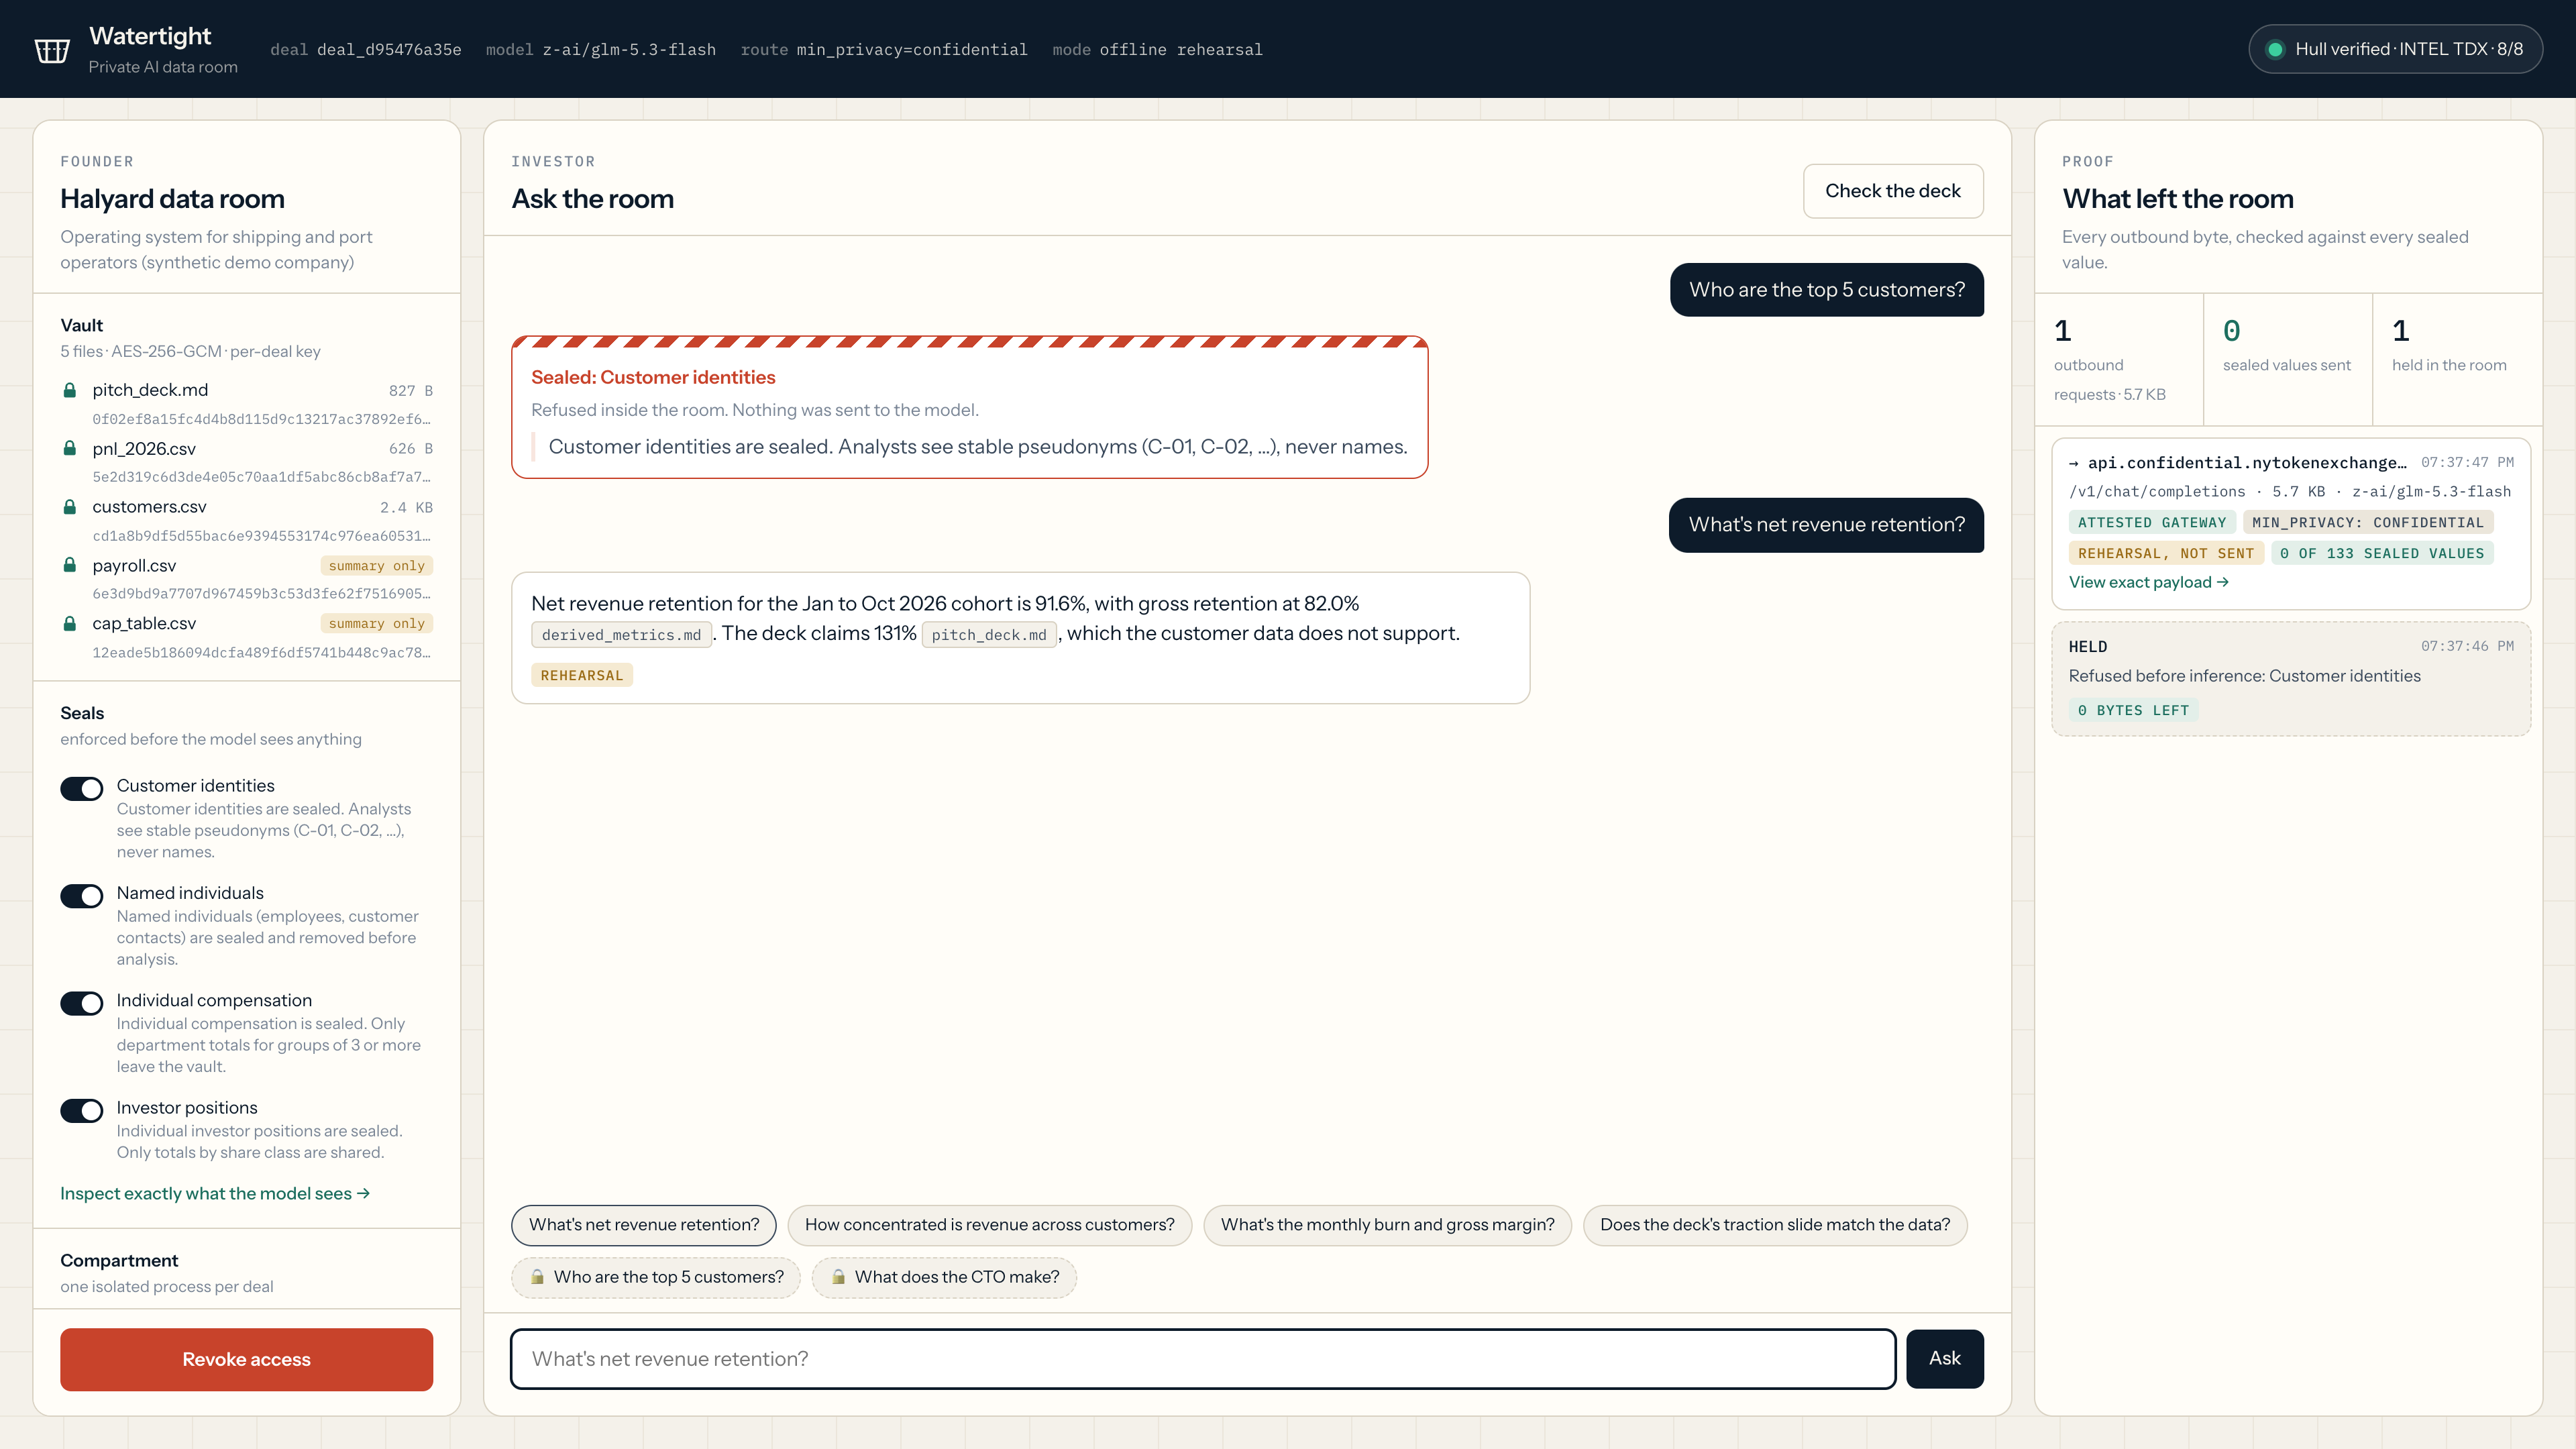 Watertight
Private AI data room
deal deal_d95476a35e model z-ai/glm-5.3-flash route min_privacy=confidential mode offline rehearsal
Hull verified · INTEL TDX · 8/8
FOUNDER
Halyard data room
Operating system for shipping and port
operators (synthetic demo company)
Vault
5 files · AES-256-GCM · per-deal key
pitch_deck.md 827 B
0f02ef8a15fc4d4b8d115d9c13217ac37892ef6…
pnl_2026.csv 626 B
5e2d319c6d3de4e05c70aa1df5abc86cb8af7a7…
customers.csv 2.4 KB
cd1a8b9df5d55bac6e9394553174c976ea60531…
payroll.csv summary only
6e3d9bd9a7707d967459b3c53d3fe62f7516905…
cap_table.csv summary only
12eade5b186094dcfa489f6df5741b448c9ac78…
Seals
enforced before the model sees anything
Customer identities
Customer identities are sealed. Analysts
see stable pseudonyms (C-01, C-02, …),
never names.
Named individuals
Named individuals (employees, customer
contacts) are sealed and removed before
analysis.
Individual compensation
Individual compensation is sealed. Only
department totals for groups of 3 or more
leave the vault.
Investor positions
Individual investor positions are sealed.
Only totals by share class are shared.
Inspect exactly what the model sees →
Compartment
one isolated process per deal
Revoke access
INVESTOR
Ask the room
Check the deck
Who are the top 5 customers?
Sealed: Customer identities
Refused inside the room. Nothing was sent to the model.
Customer identities are sealed. Analysts see stable pseudonyms (C-01, C-02, …), never names.
What's net revenue retention?
Net revenue retention for the Jan to Oct 2026 cohort is 91.6%, with gross retention at 82.0%
derived_metrics.md . The deck claims 131% pitch_deck.md , which the customer data does not support.
REHEARSAL
What's net revenue retention? How concentrated is revenue across customers? What's the monthly burn and gross margin? Does the deck's traction slide match the data?
Who are the top 5 customers? What does the CTO make?
What's net revenue retention?
Ask
PROOF
What left the room
Every outbound byte, checked against every sealed
value.
1 0 1
outbound sealed values sent held in the room
requests · 5.7 KB
→ api.confidential.nytokenexchange… 07:37:47 PM
/v1/chat/completions · 5.7 KB · z-ai/glm-5.3-flash
ATTESTED GATEWAY MIN_PRIVACY: CONFIDENTIAL
REHEARSAL, NOT SENT 0 OF 133 SEALED VALUES
View exact payload →
HELD 07:37:46 PM
Refused before inference: Customer identities
0 BYTES LEFT